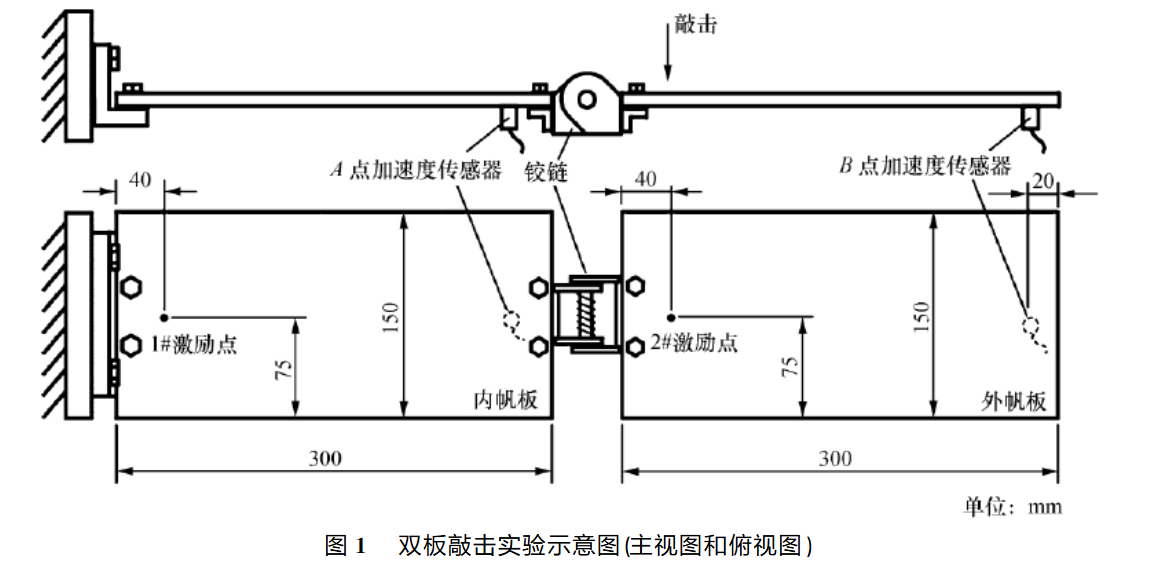 敲击
A 点加速度传感器
铰链
B 点加速度传感器
40
40
20
150
150
1#激励点
2#激励点
75
75
内帆板
外帆板
300
300
单位：mm
图 1 双板敲击实验示意图(主视图和俯视图)